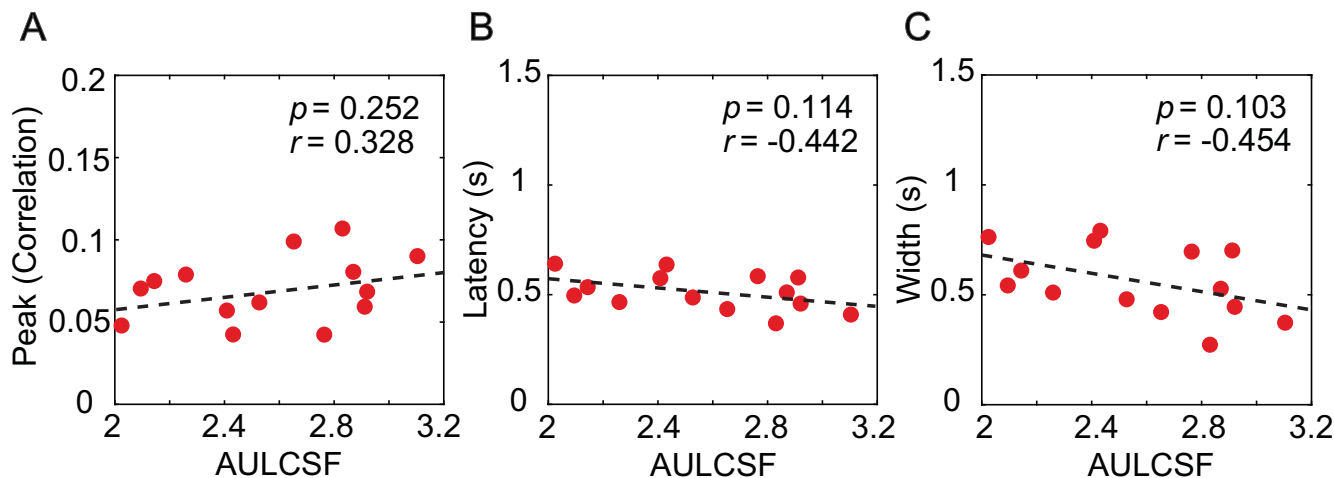 A
Peak (Correlation)
0.2
0.15
0.1
0.05
0
p = 0.252
r = 0.328
2 2.4 2.8 3.2
AULCSF
B
Latency (s)
1.5
1
0.5
0
p = 0.114
r = -0.442
2 2.4 2.8 3.2
AULCSF
C
Width (s)
1.5
1
0.5
0
p = 0.103
r = -0.454
2 2.4 2.8 3.2
AULCSF